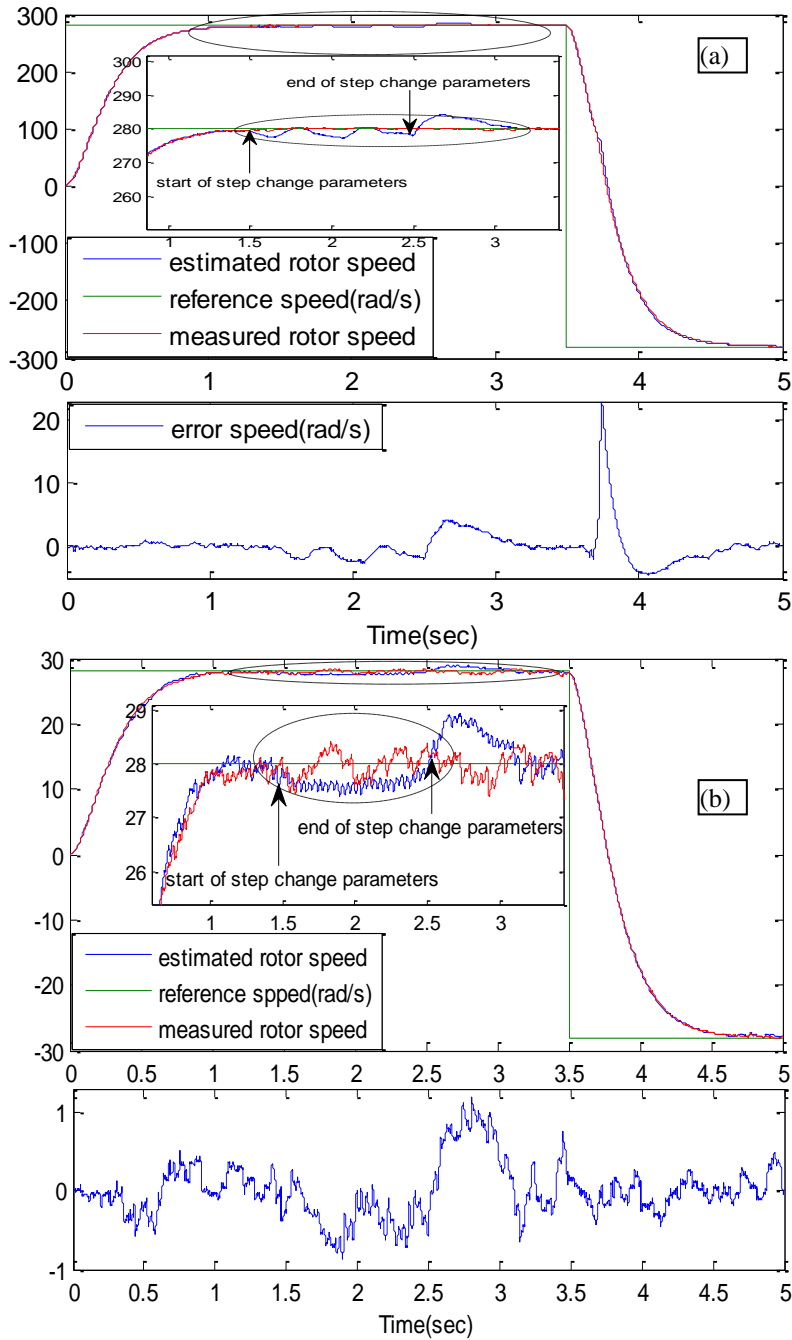 300
200
100
0
-100
-200
-300
(a)
300
290
280
270
260
end of step change parameters
start of step change parameters
1 1.5 2 2.5 3
estimated rotor speed
reference speed(rad/s)
measured rotor speed
0 1 2 3 4 5
20
10
0
error speed(rad/s)
0 1 2 3 4 5
Time(sec)
30
20
10
0
-10
-20
-30
(b)
29
28
27
26
end of step change parameters
start of step change parameters
1 1.5 2 2.5 3
estimated rotor speed
reference spped(rad/s)
measured rotor speed
0 0.5 1 1.5 2 2.5 3 3.5 4 4.5 5
1
0
-1
0 0.5 1 1.5 2 2.5 3 3.5 4 4.5 5
Time(sec)